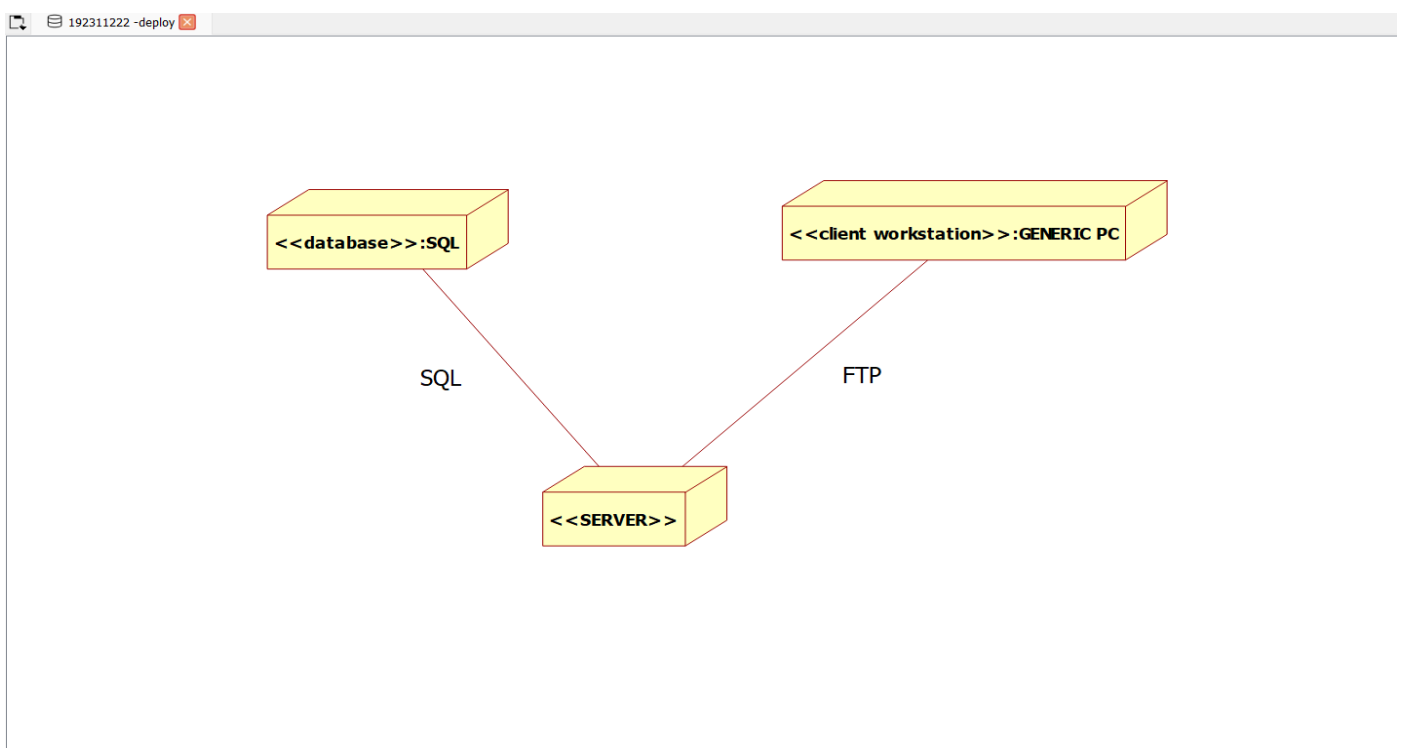 192311222 -deploy
<<database>>:SQL
<<client workstation>>:GENERIC PC
SQL
FTP
<<SERVER>>